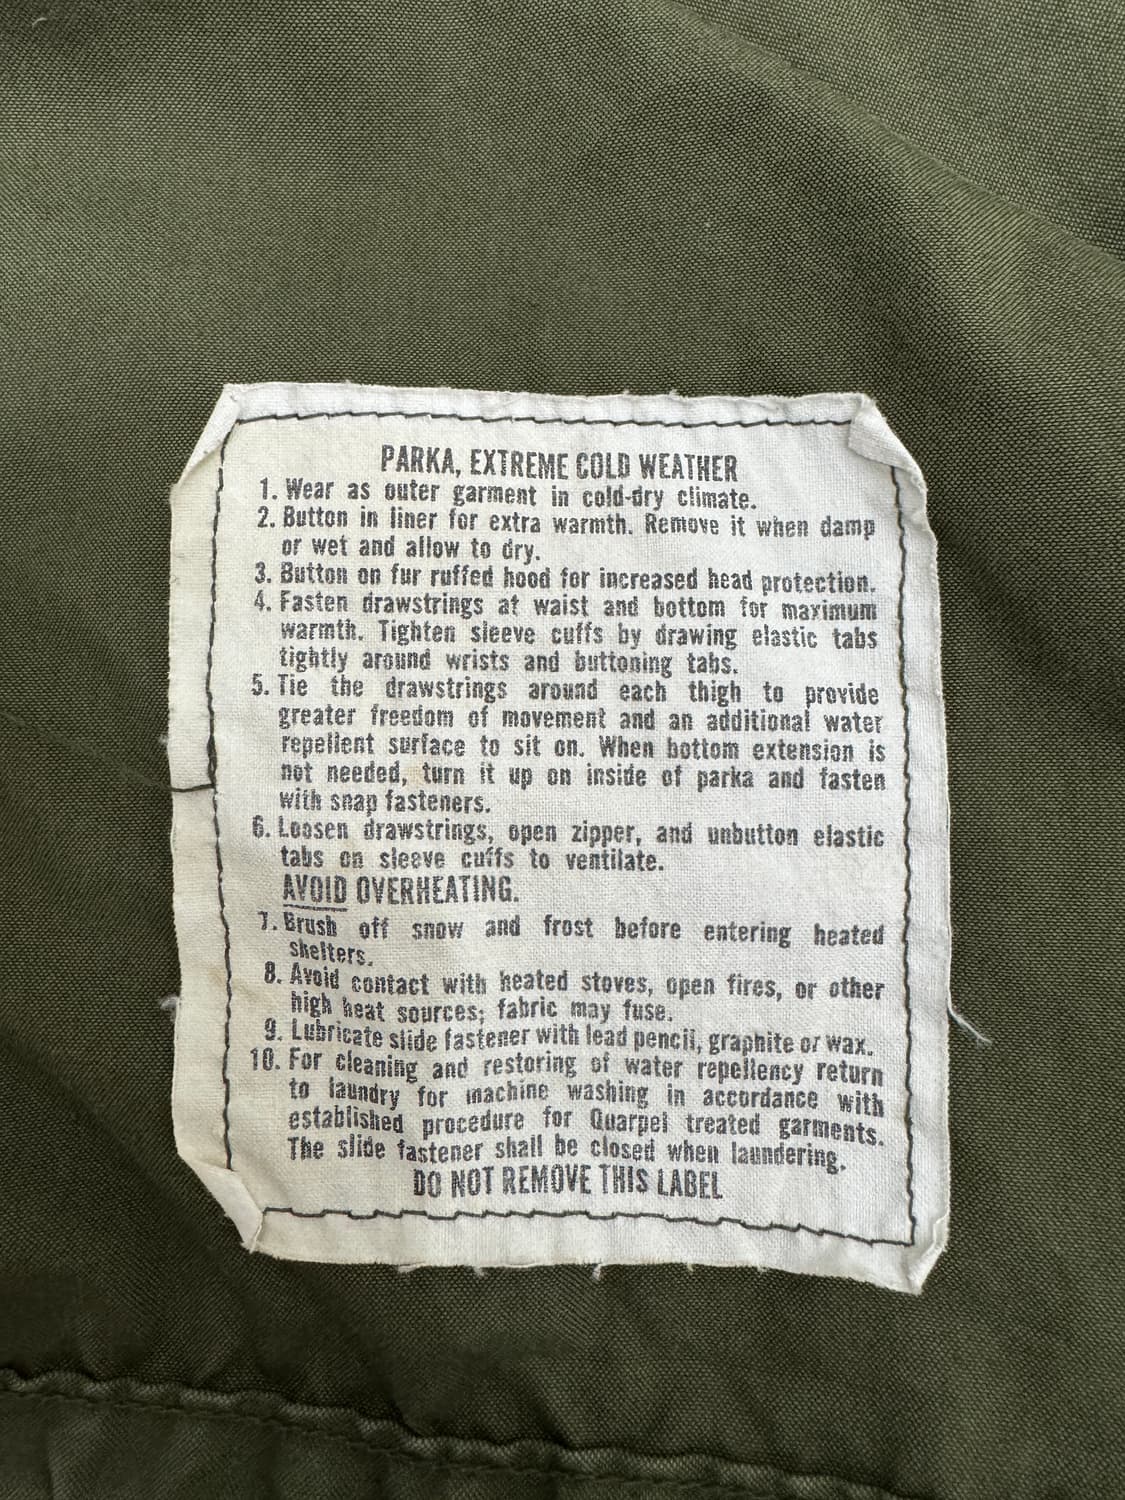 PARKA, EXTREME COLD WEATHER
1. Wear as outer garment in cold-dry climate.
2. Button in liner for extra warmth. Remove it when damp
or wet and allow to dry.
3. Button on fur ruffed hood for increased head protection.
4. Fasten drawstrings at waist and bottom for maximum
warmth. Tighten sleeve cuffs by drawing elastic tabs
tightly around wrists and buttoning tabs.
5. Tie the drawstrings around each thigh to provide
greater freedom of movement and an additional water
repellent surface to sit on. When bottom extension is
not needed, turn it up on inside of parka and fasten
with snap fasteners.
6. Loosen drawstrings, open zipper, and unbutton elastic
tabs on sleeve cuffs to ventilate.
AVOID OVERHEATING.
7. Brush off snow and frost before entering heated
shelters.
8. Avoid contact with heated stoves, open fires, or other
high heat sources; fabric may fuse.
9. Lubricate slide fastener with lead pencil, graphite or wax.
10. For cleaning and restoring of water repellency return
to laundry for machine washing in accordance with
established procedure for Quarpel treated garments.
The slide fastener shall be closed when laundering.
DO NOT REMOVE THIS LABEL